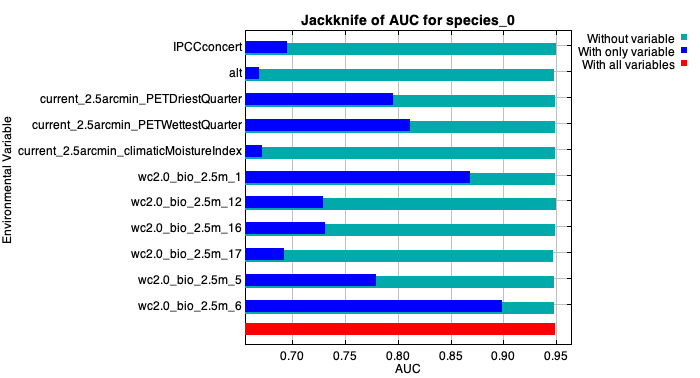 Jackknife of AUC for species_0
Without variable
With only variable
With all variables
Environmental Variable
IPCCconcert
alt
current_2.5arcmin_PETDriestQuarter
current_2.5arcmin_PETWettestQuarter
current_2.5arcmin_climaticMoistureIndex
wc2.0_bio_2.5m_1
wc2.0_bio_2.5m_12
wc2.0_bio_2.5m_16
wc2.0_bio_2.5m_17
wc2.0_bio_2.5m_5
wc2.0_bio_2.5m_6
0.70 0.75 0.80 0.85 0.90 0.95
AUC